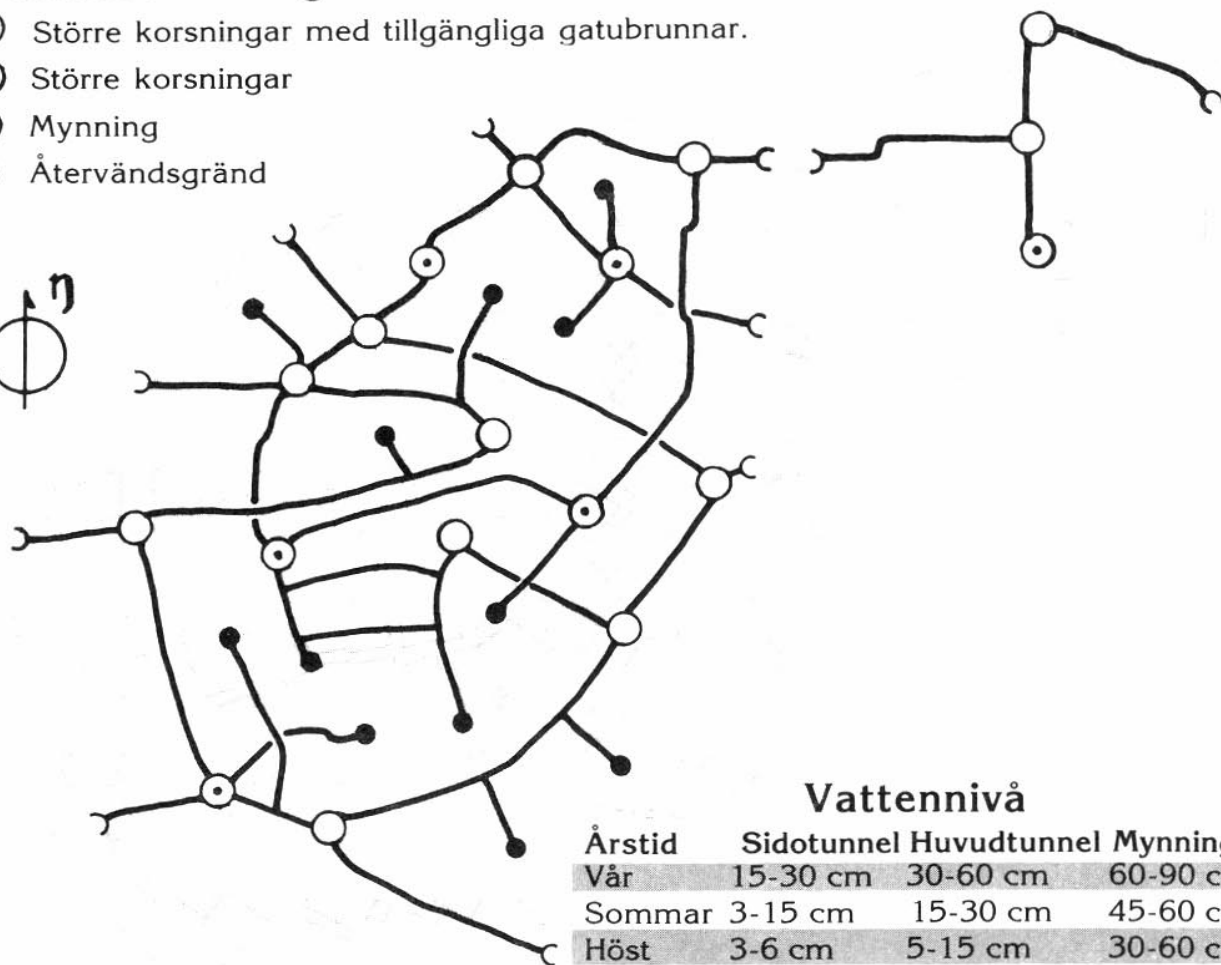 Större korsningar med tillgängliga gatubrunnar.
Större korsningar
Mynning
Återvändsgränd
η
Vattennivå
Årstid Sidotunnel Huvudtunnel Mynning
Vår 15-30 cm 30-60 cm 60-90 c
Sommar 3-15 cm 15-30 cm 45-60 c
Höst 3-6 cm 5-15 cm 30-60 c